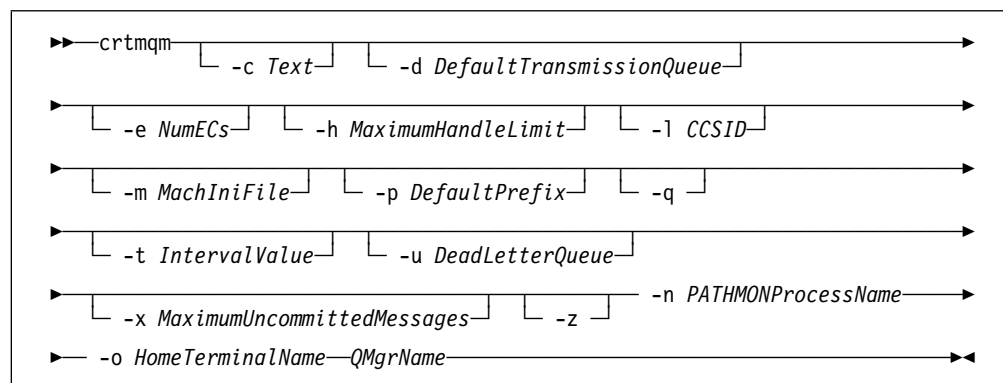 crtmqm
-c Text -d DefaultTransmissionQueue
-e NumECs -h MaximumHandleLimit -l CCSID
-m MachIniFile -p DefaultPrefix -q
-t IntervalValue -u DeadLetterQueue
-n PATHMONProcessName
-x MaximumUncommittedMessages -z
-o HomeTerminalName QMgrName